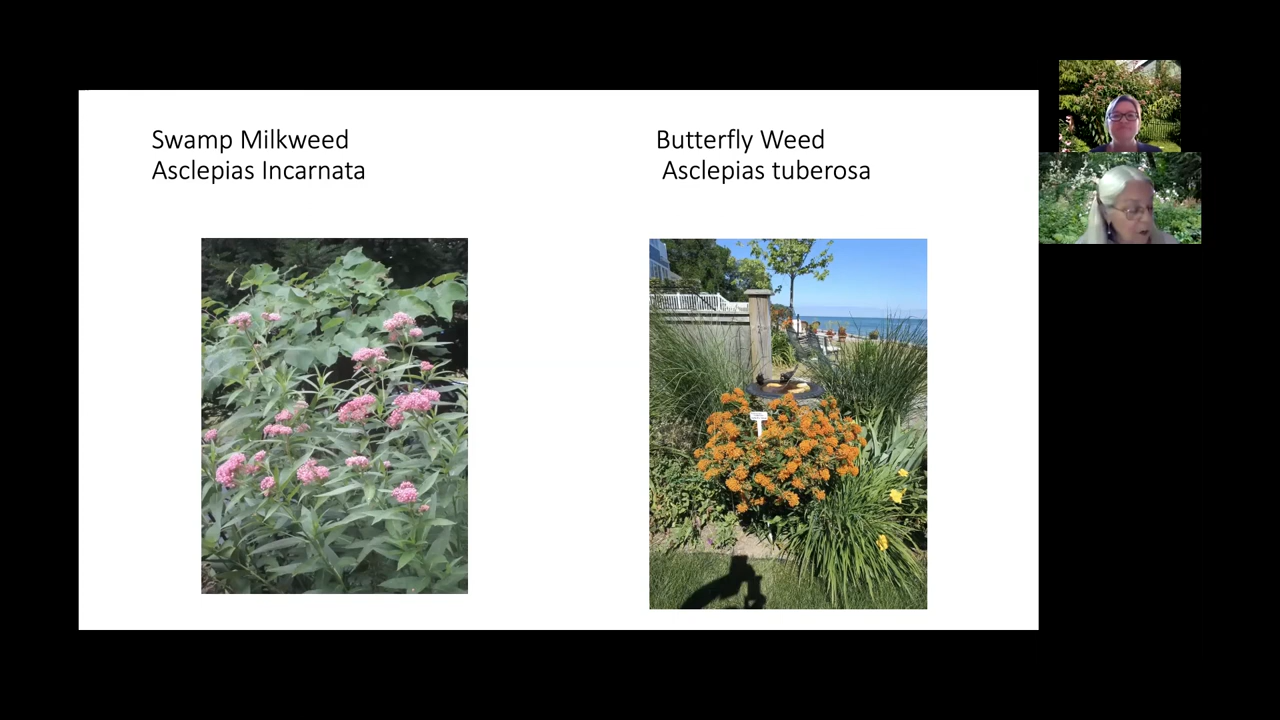 Swamp Milkweed
Asclepias Incarnata
Butterfly Weed
Asclepias tuberosa